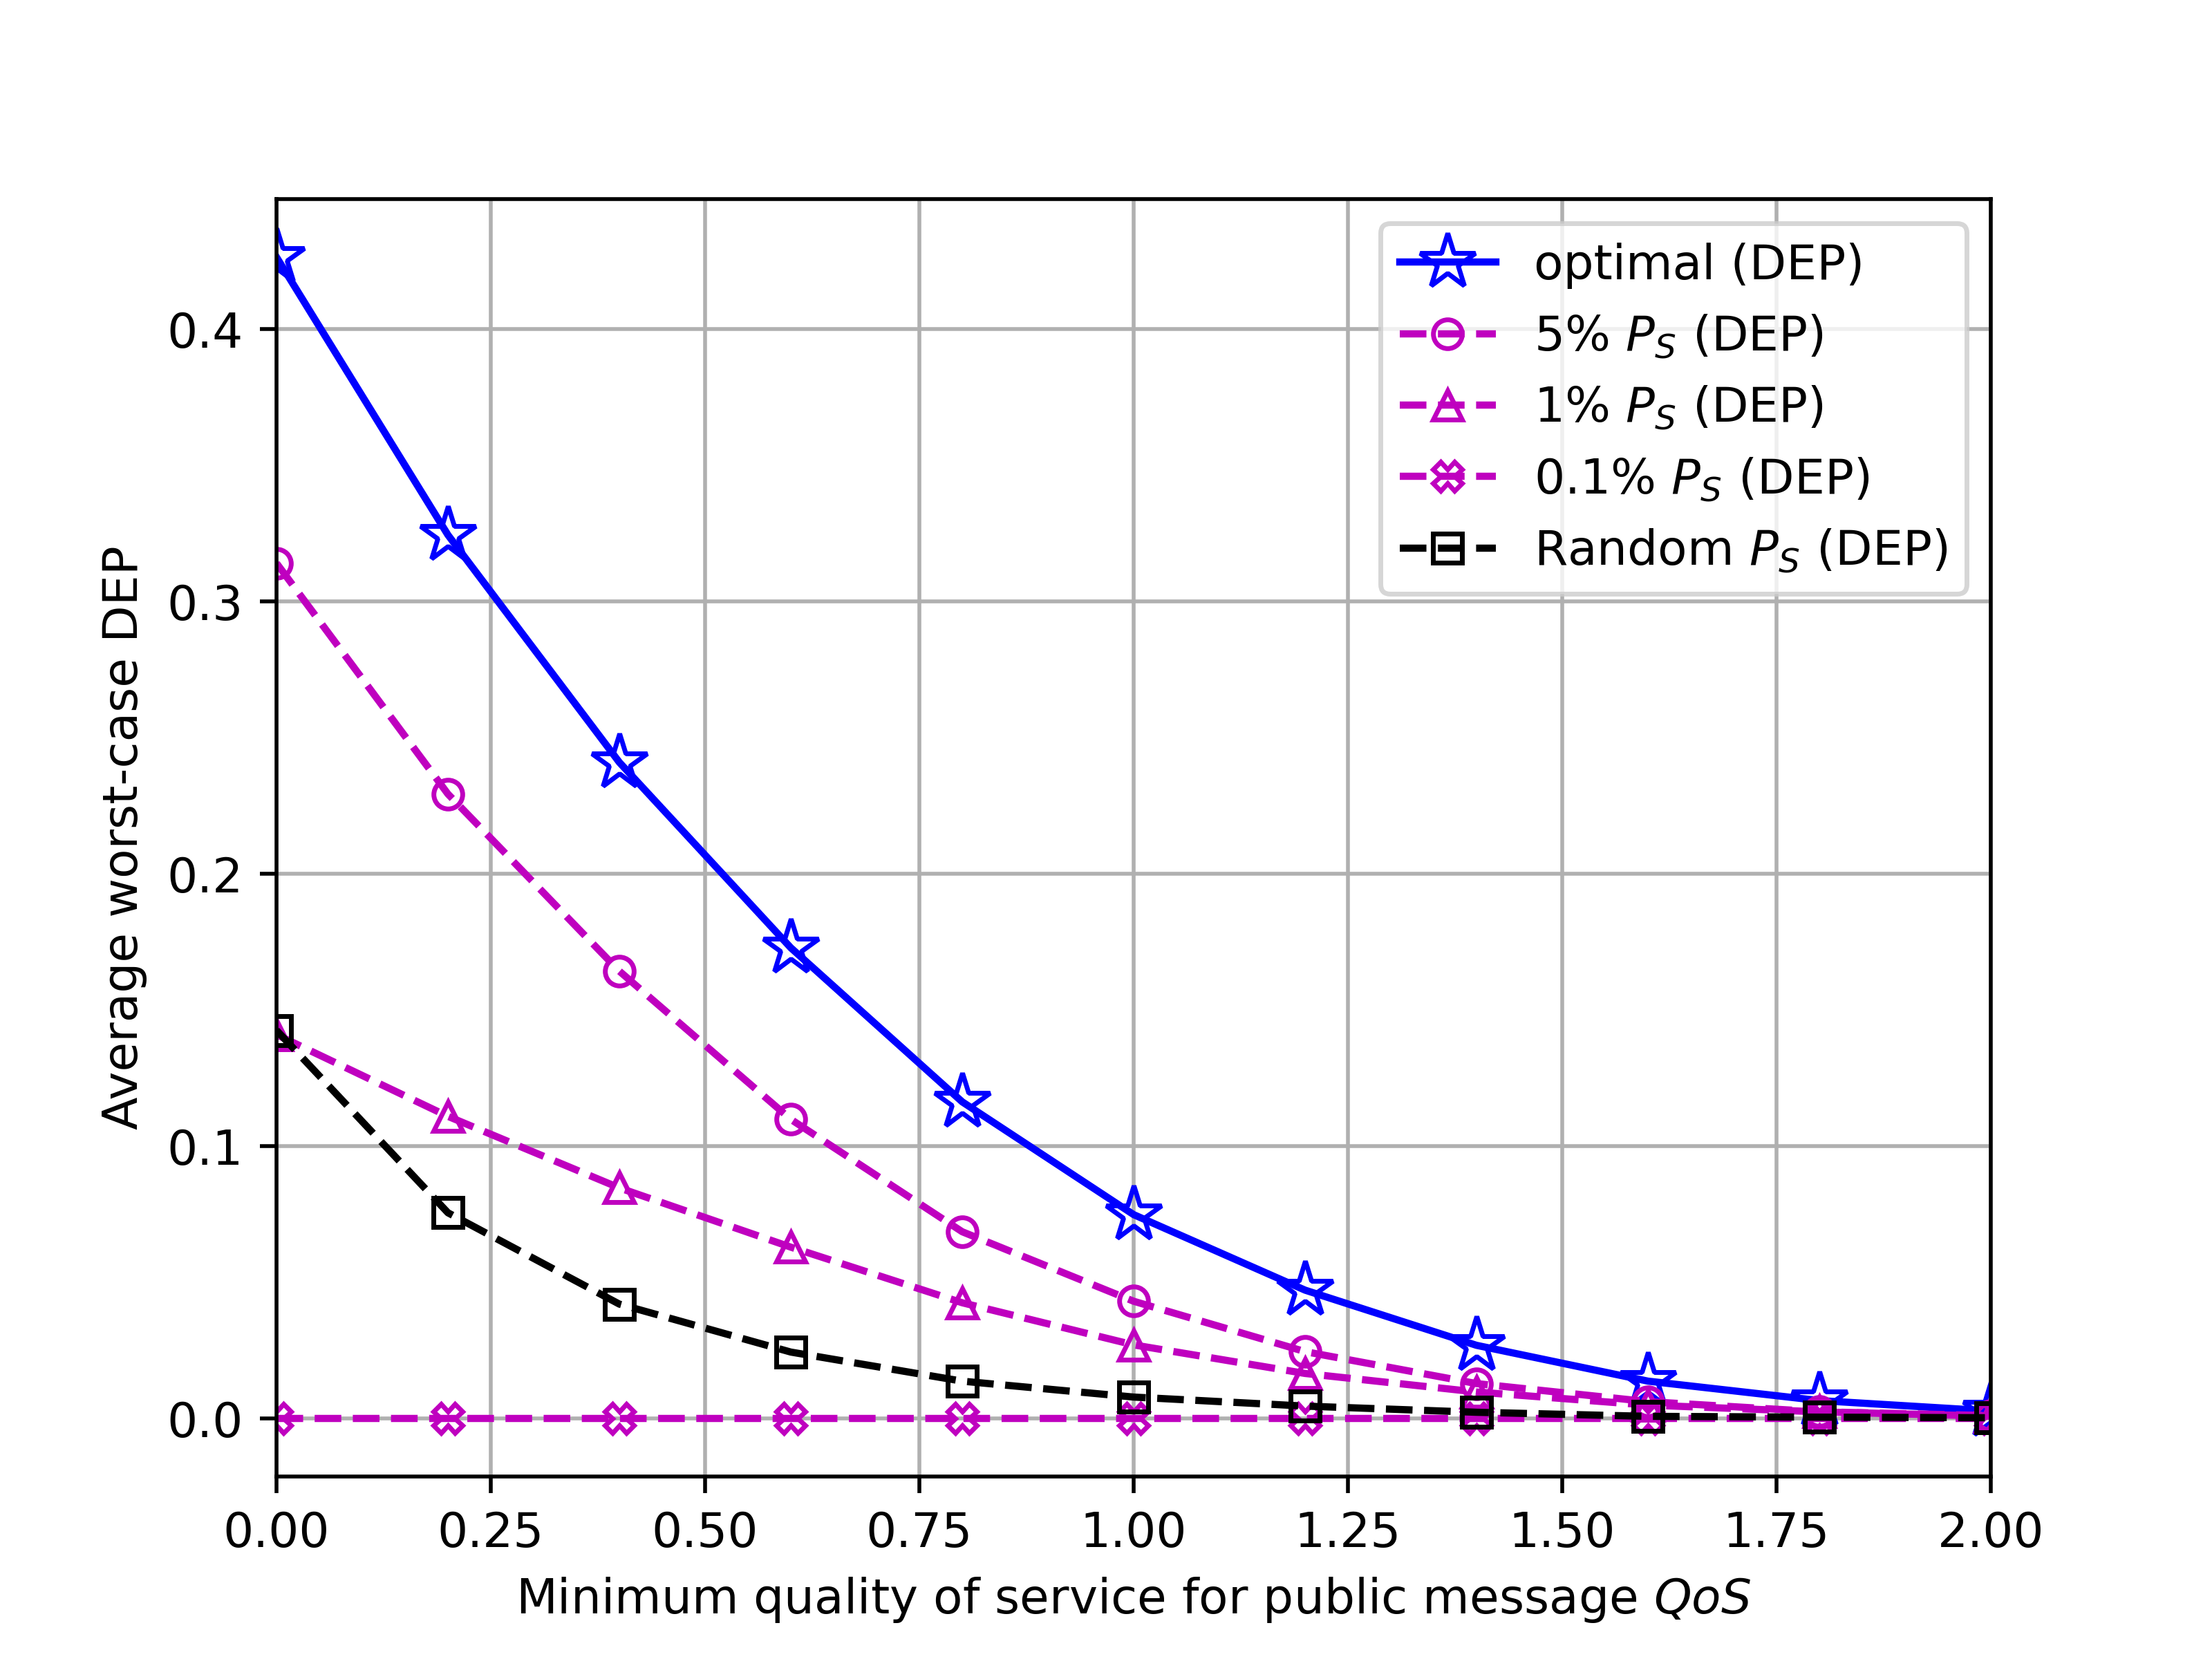 optimal (DEP)
5% P_S (DEP)
1% P_S (DEP)
0.1% P_S (DEP)
Random P_S (DEP)
Average worst-case DEP
0.4
0.3
0.2
0.1
0.0
0.00 0.25 0.50 0.75 1.00 1.25 1.50 1.75 2.00
Minimum quality of service for public message QoS